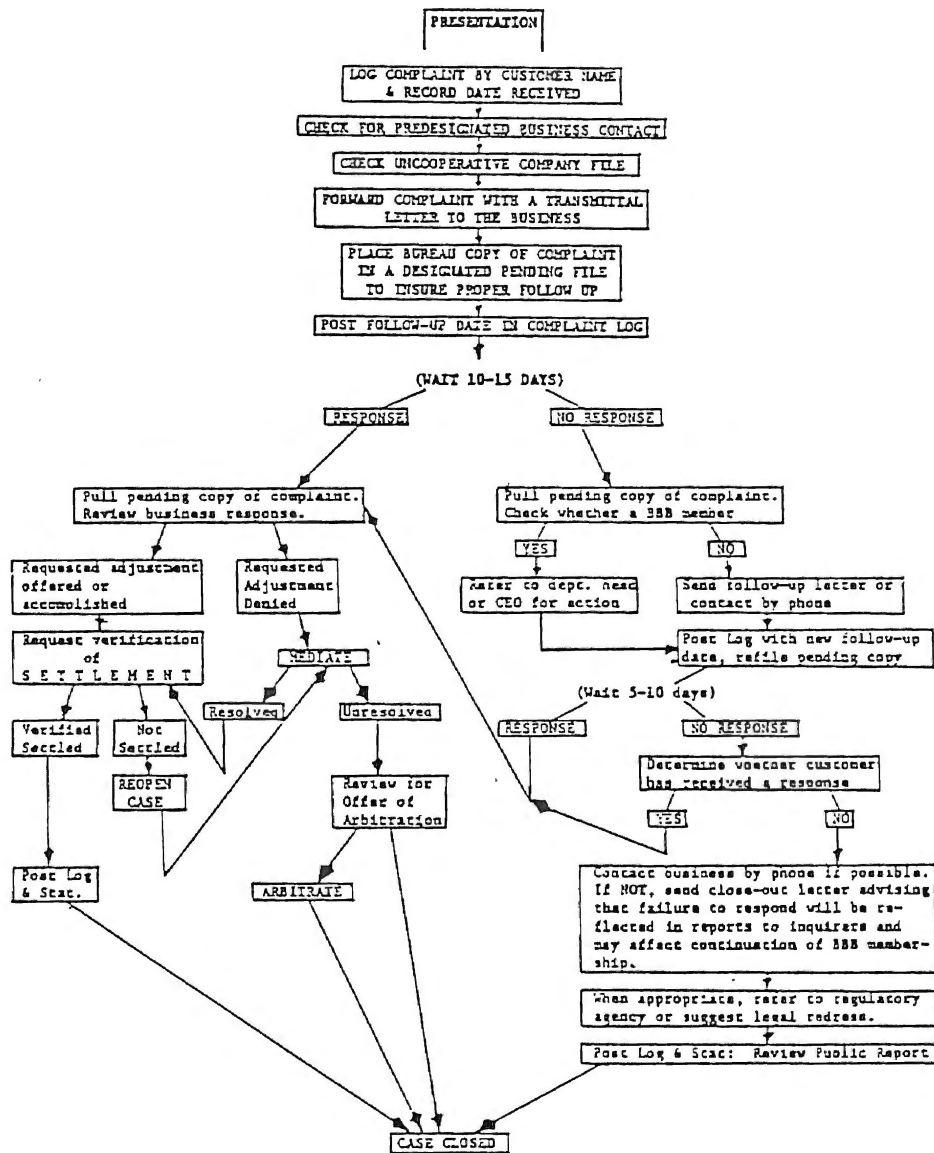 PRESENTATION
LOG COMPLAINT BY CUSTOMER NAME
& RECORD DATE RECEIVED
CHECK FOR PREDESIGNATED BUSINESS CONTACT
CHECK UNCOOPERATIVE COMPANY FILE
FORWARD COMPLAINT WITH A TRANSMITTAL
LETTER TO THE BUSINESS
PLACE BUREAU COPY OF COMPLAINT
IN A DESIGNATED PENDING FILE
TO INSURE PROPER FOLLOW UP
POST FOLLOW-UP DATE IN COMPLAINT LOG
(WAIT 10-15 DAYS)
RESPONSE
NO RESPONSE
Pull pending copy of complaint.
Review business response.
Pull pending copy of complaint.
Check whether a BBB member
YES
NO
Requested adjustment
offered or
accomplished
Requested
Adjustment
Denied
Refer to dept. head
or CEO for action
Send follow-up letter or
contact by phone
Request verification
of
S E T T L E M E N T
MEDIATE
Post Log with new follow-up
date, refile pending copy
(Wait 5-10 days)
Resolved
Unresolved
RESPONSE
NO RESPONSE
Verified
Settled
Not
Settled
Determine whether customer
has received a response
REOPEN
CASE
Review for
Offer of
Arbitration
YES
NO
Post Log
& Stat.
ARBITRATE
Contact business by phone if possible.
If NOT, send close-out letter advising
that failure to respond will be re-
flected in reports to inquirers and
may affect continuation of BBB member-
ship.
When appropriate, refer to regulatory
agency or suggest legal redress.
Post Log & Stat: Review Public Report
CASE CLOSED